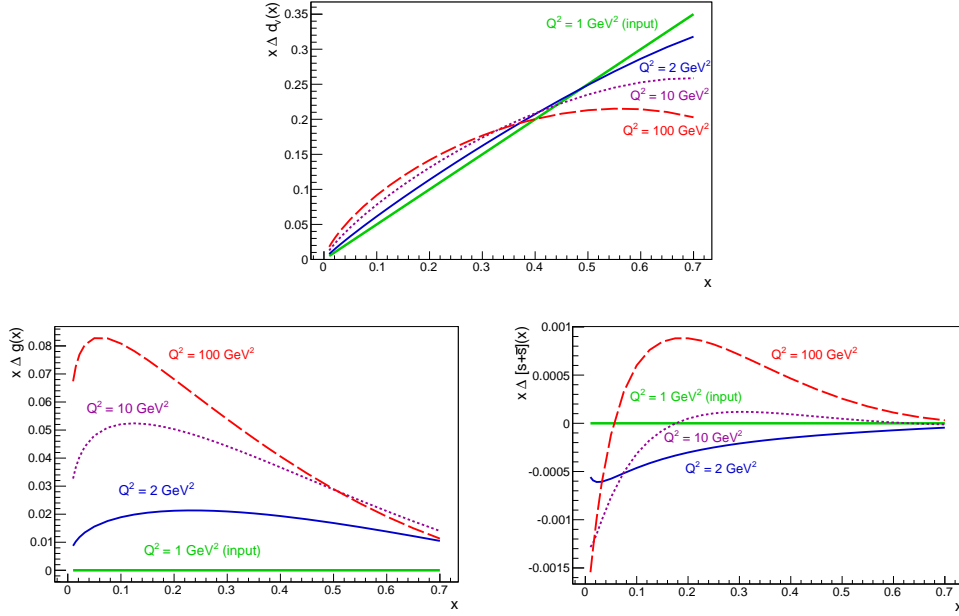 x Δ d_v(x)
0.35
0.3
0.25
0.2
0.15
0.1
0.05
0
Q² = 1 GeV² (input)
Q² = 2 GeV²
Q² = 10 GeV²
Q² = 100 GeV²
0 0.1 0.2 0.3 0.4 0.5 0.6 0.7
x
x Δ g(x)
0.08
0.07
0.06
0.05
0.04
0.03
0.02
0.01
0
Q² = 100 GeV²
Q² = 10 GeV²
Q² = 2 GeV²
Q² = 1 GeV² (input)
0 0.1 0.2 0.3 0.4 0.5 0.6 0.7
x
x Δ [s+s̅](x)
0.001
0.0005
0
-0.0005
-0.001
-0.0015
Q² = 100 GeV²
Q² = 1 GeV² (input)
Q² = 10 GeV²
Q² = 2 GeV²
0 0.1 0.2 0.3 0.4 0.5 0.6 0.7
x